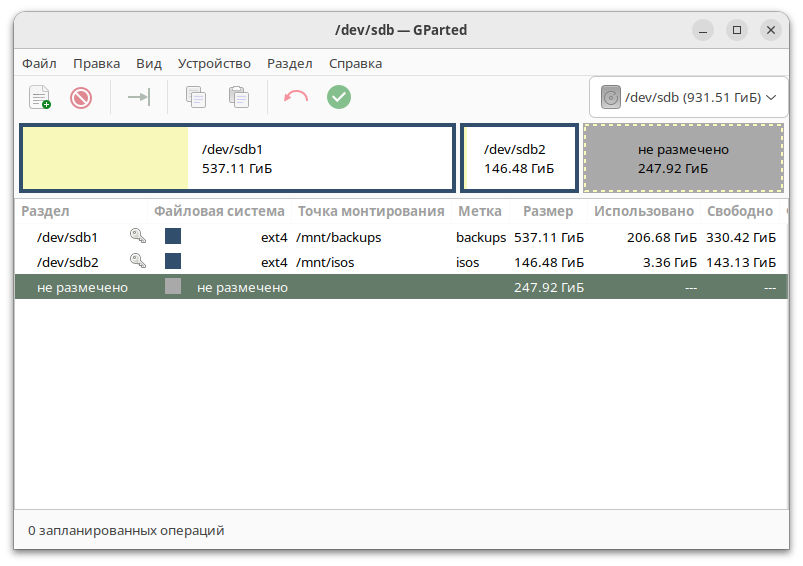 /dev/sdb — GParted
Файл Правка Вид Устройство Раздел Справка
/dev/sdb (931.51 ГиБ)
/dev/sdb1
537.11 ГиБ
/dev/sdb2
146.48 ГиБ
не размечено
247.92 ГиБ
Раздел Файловая система Точка монтирования Метка Размер Использовано Свободно
/dev/sdb1 ext4 /mnt/backups backups 537.11 ГиБ 206.68 ГиБ 330.42 ГиБ
/dev/sdb2 ext4 /mnt/isos isos 146.48 ГиБ 3.36 ГиБ 143.13 ГиБ
не размечено не размечено 247.92 ГиБ --- ---
0 запланированных операций